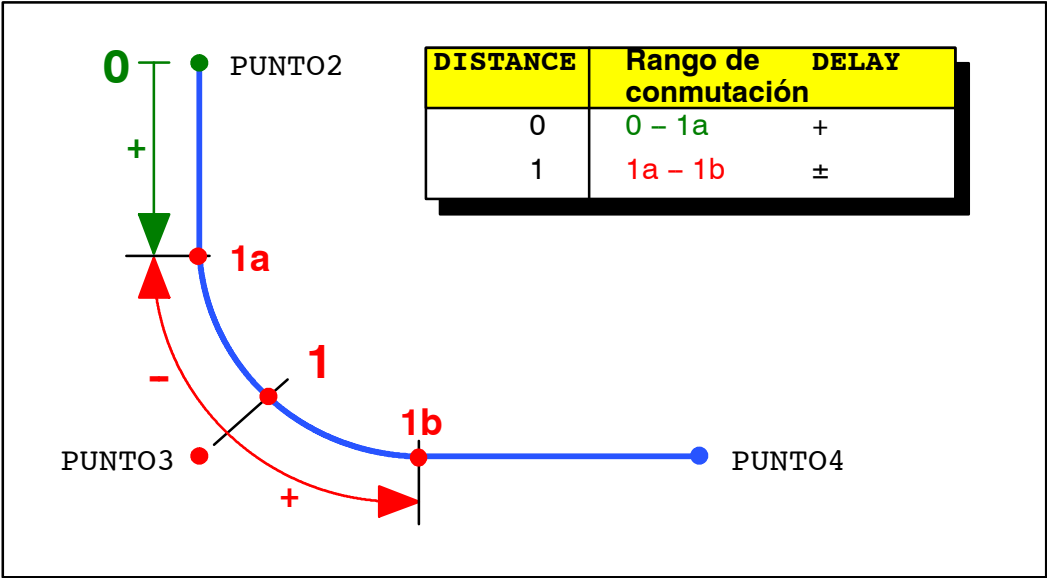 0
PUNTO2
DISTANCE Rango de conmutación DELAY
0 0 – 1a +
1 1a – 1b ±
+
1a
1
–
1b
PUNTO3
PUNTO4
+